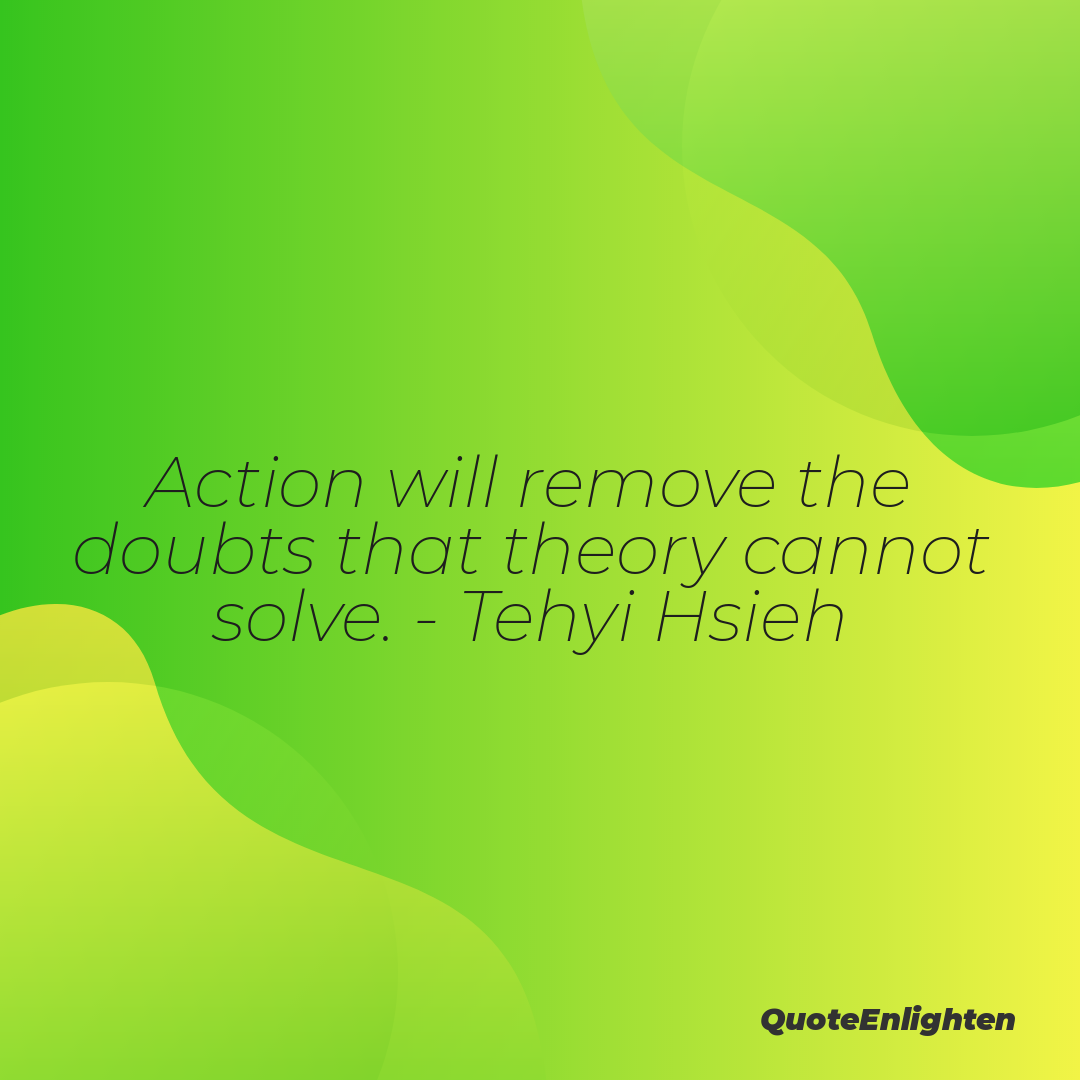 Action will remove the
doubts that theory cannot
solve. - Tehyi Hsieh
QuoteEnlighten